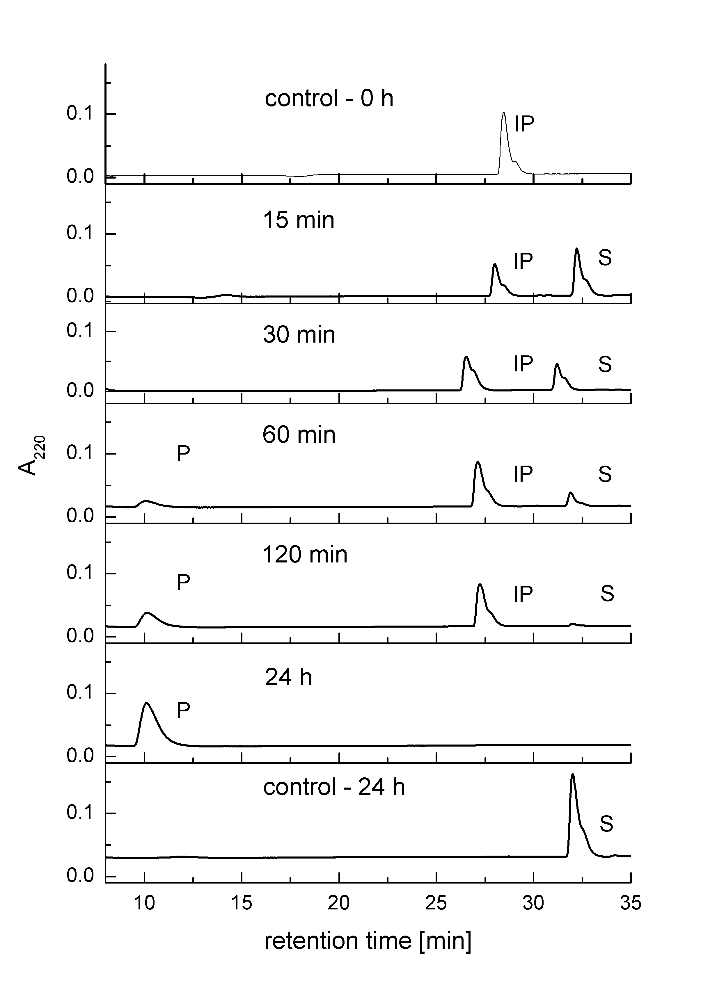 control - 0 h
0.1
IP
0.0
15 min
0.1
IP
S
0.0
30 min
0.1
IP
S
0.0
60 min
P
0.1
IP
S
0.0
A220
120 min
0.1
P
IP
S
0.0
24 h
0.1
P
0.0
control - 24 h
0.1
S
0.0
10 15 20 25 30 35
retention time [min]